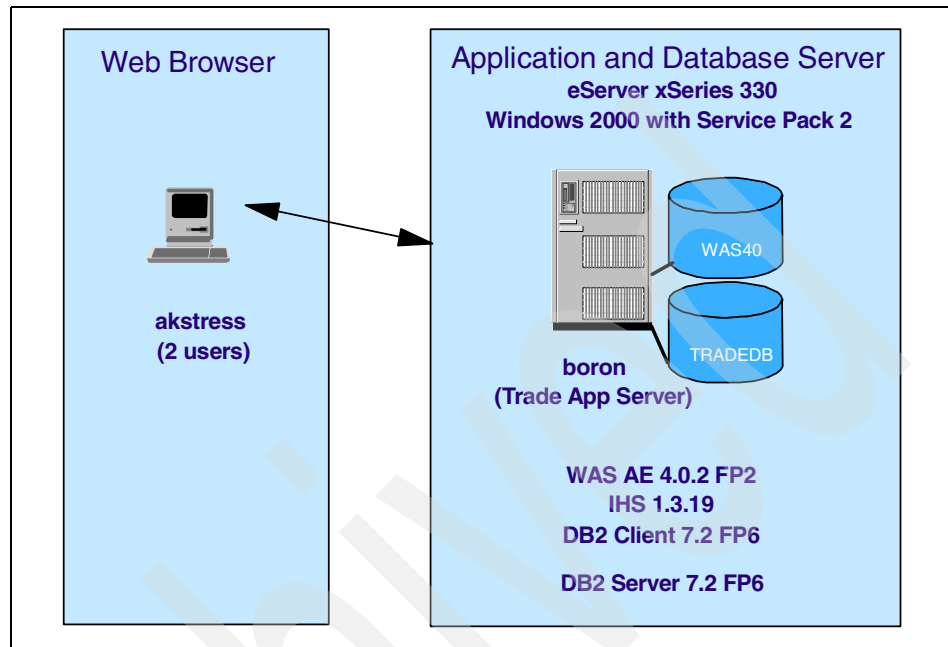 Web Browser
akstress
(2 users)
Application and Database Server
eServer xSeries 330
Windows 2000 with Service Pack 2
WAS40
TRADEDB
boron
(Trade App Server)
WAS AE 4.0.2 FP2
IHS 1.3.19
DB2 Client 7.2 FP6
DB2 Server 7.2 FP6